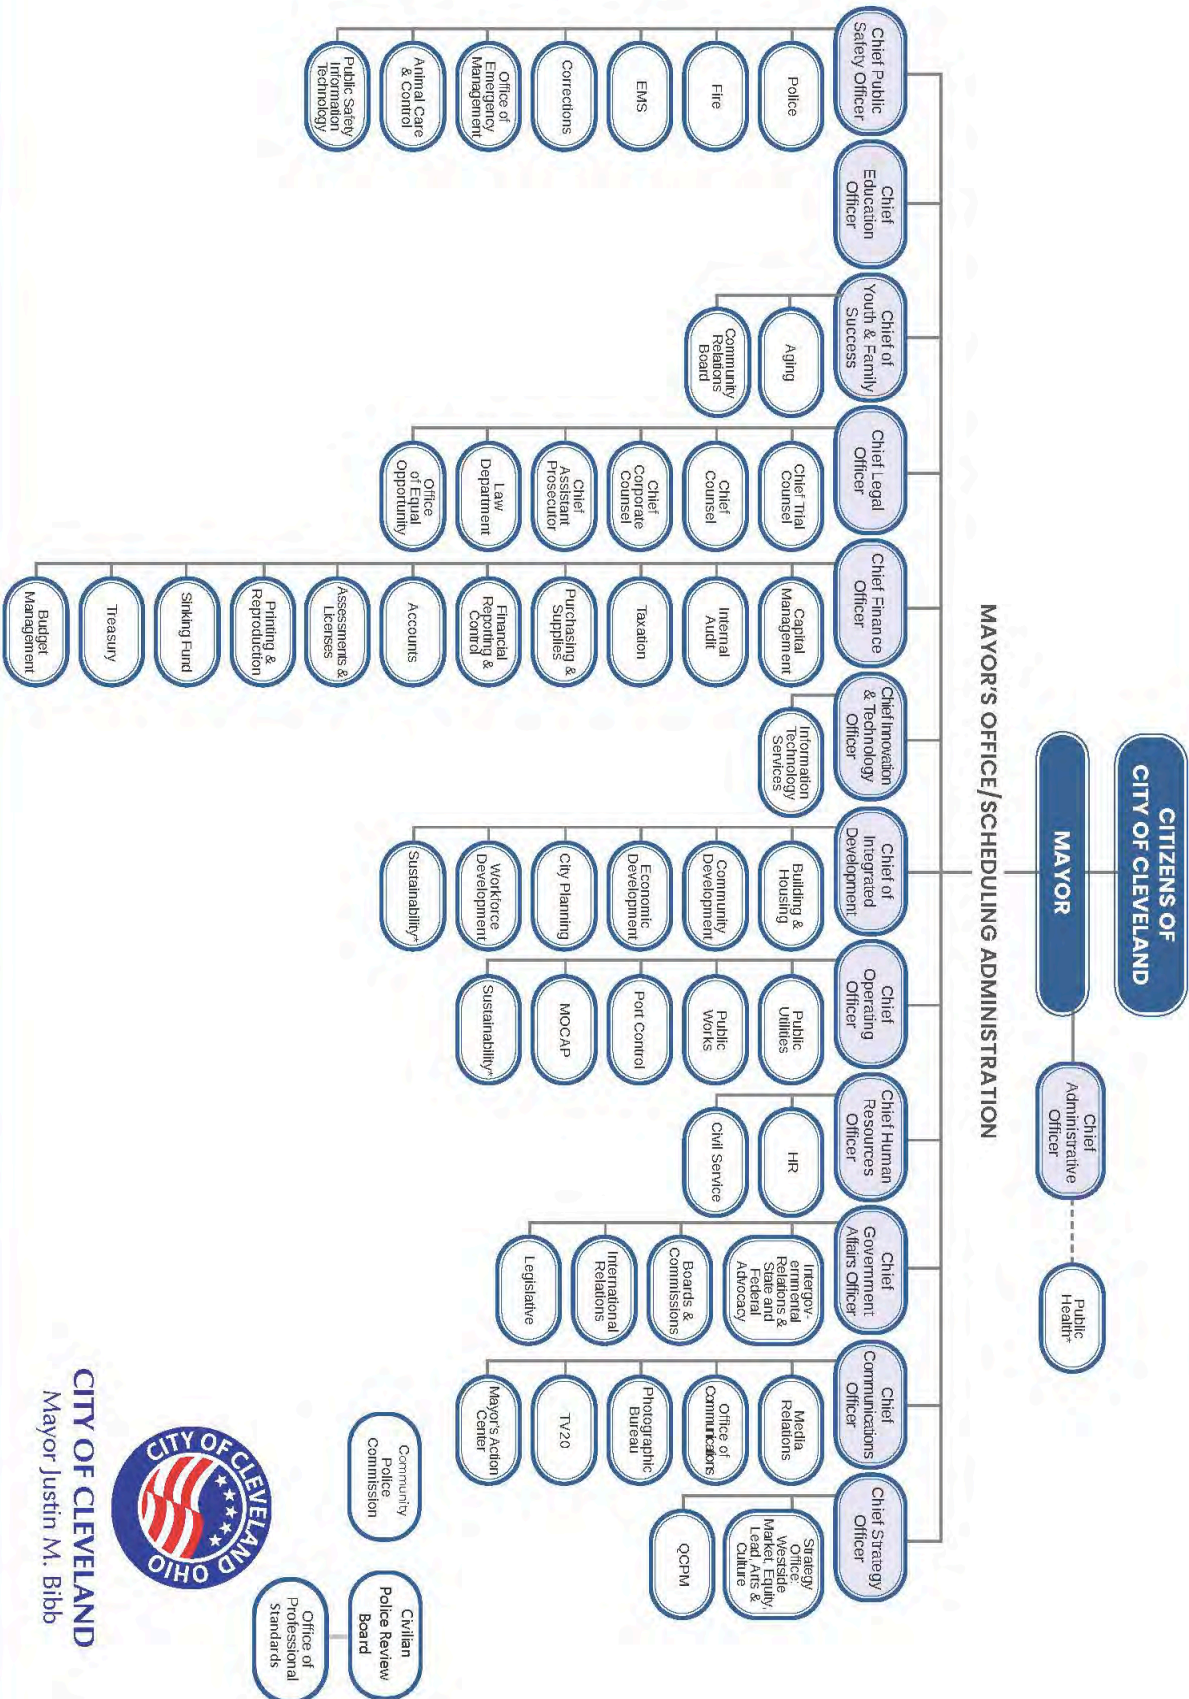 CITIZENS OF
CITY OF CLEVELAND
MAYOR
Chief
Administrative
Officer
Public
Health*
MAYOR'S OFFICE/SCHEDULING ADMINISTRATION
Chief Public
Safety Officer
Police
Fire
EMS
Corrections
Office of
Emergency
Management
Animal Care
& Control
Public Safety
Information
Technology
Chief
Education
Officer
Chief of
Youth & Family
Success
Aging
Community
Relations
Board
Chief Legal
Officer
Chief Trial
Counsel
Chief
Counsel
Chief
Corporate
Counsel
Chief
Assistant
Prosecutor
Law
Department
Office
of Equal
Opportunity
Chief Finance
Officer
Capital
Management
Internal
Audit
Taxation
Purchasing &
Supplies
Financial
Reporting &
Control
Accounts
Assessments &
Licenses
Printing &
Reproduction
Sinking Fund
Treasury
Budget
Management
Chief Innovation
& Technology
Officer
Information
Technology
Services
Chief of
Integrated
Development
Building &
Housing
Community
Development
Economic
Development
City Planning
Workforce
Development
Sustainability*
Chief
Operating
Officer
Public
Utilities
Public
Works
Port Control
MOCAP
Sustainability*
Chief Human
Resources
Officer
HR
Civil Service
Chief
Government
Affairs Officer
Intergov-
ernmental
Relations &
State and
Federal
Advocacy
Boards &
Commissions
International
Relations
Legislative
Chief
Communications
Officer
Media
Relations
Office of
Communications
Photographic
Bureau
TV20
Mayor's Action
Center
Chief Strategy
Officer
Strategy
Office:
Westside
Market, Equity,
Lead, Arts &
Culture
QCPM
Community
Police
Commission
Civilian
Police Review
Board
Office of
Professional
Standards
CITY OF CLEVELAND OHIO
CITY OF CLEVELAND
Mayor Justin M. Bibb